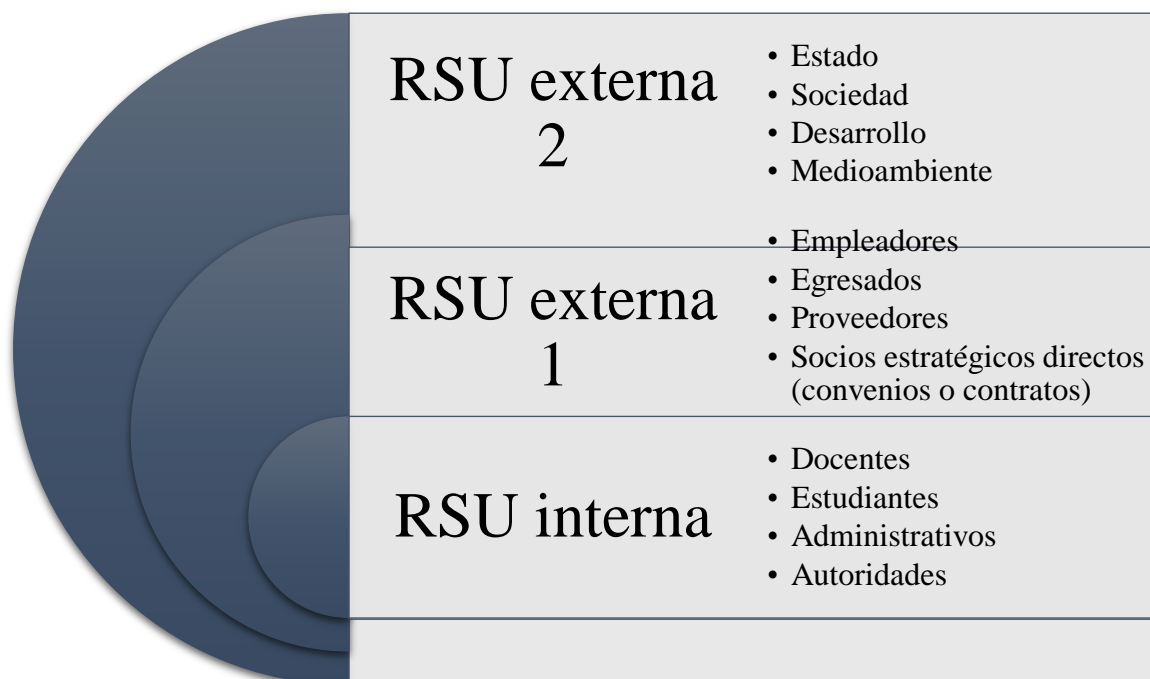 RSU externa
2
• Estado
• Sociedad
• Desarrollo
• Medioambiente
RSU externa
1
• Empleadores
• Egresados
• Proveedores
• Socios estratégicos directos
(convenios o contratos)
RSU interna
• Docentes
• Estudiantes
• Administrativos
• Autoridades